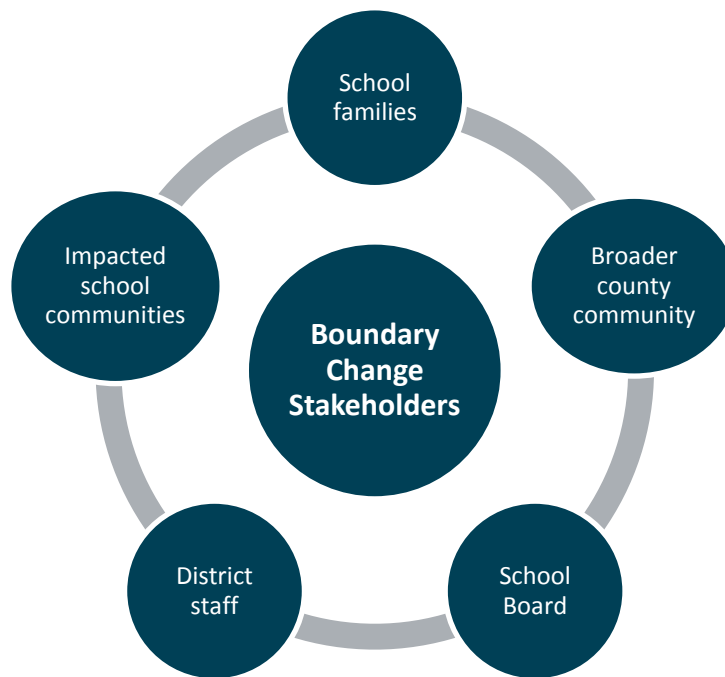 School
families
Impacted
school
communities
Broader
county
community
Boundary
Change
Stakeholders
District
staff
School
Board